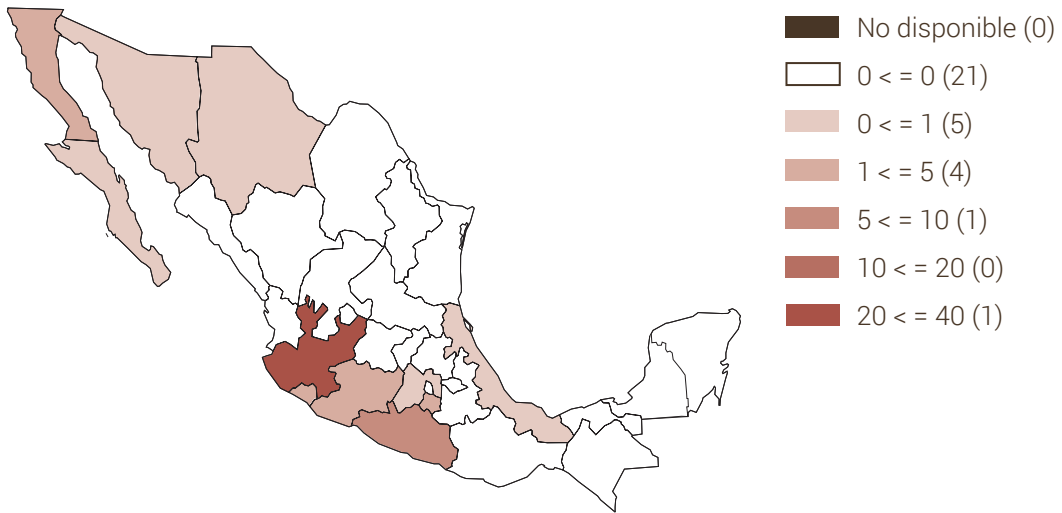 No disponible (0)
0 < = 0 (21)
0 < = 1 (5)
1 < = 5 (4)
5 < = 10 (1)
10 < = 20 (0)
20 < = 40 (1)